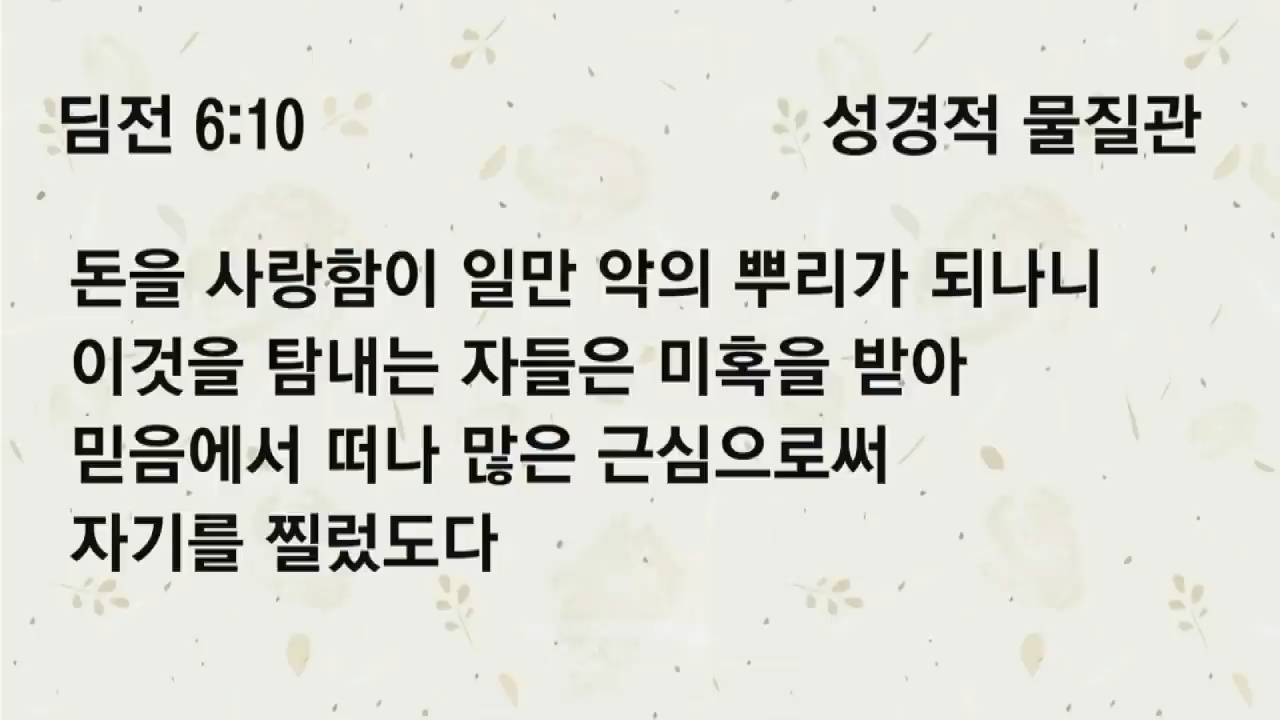 딤전 6:10 성경적 물질관
돈을 사랑함이 일만 악의 뿌리가 되나니
이것을 탐내는 자들은 미혹을 받아
믿음에서 떠나 많은 근심으로써
자기를 찔렀도다